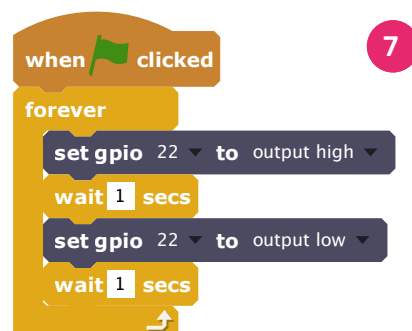 when clicked
7
forever
set gpio 22 to output high
wait 1 secs
set gpio 22 to output low
wait 1 secs